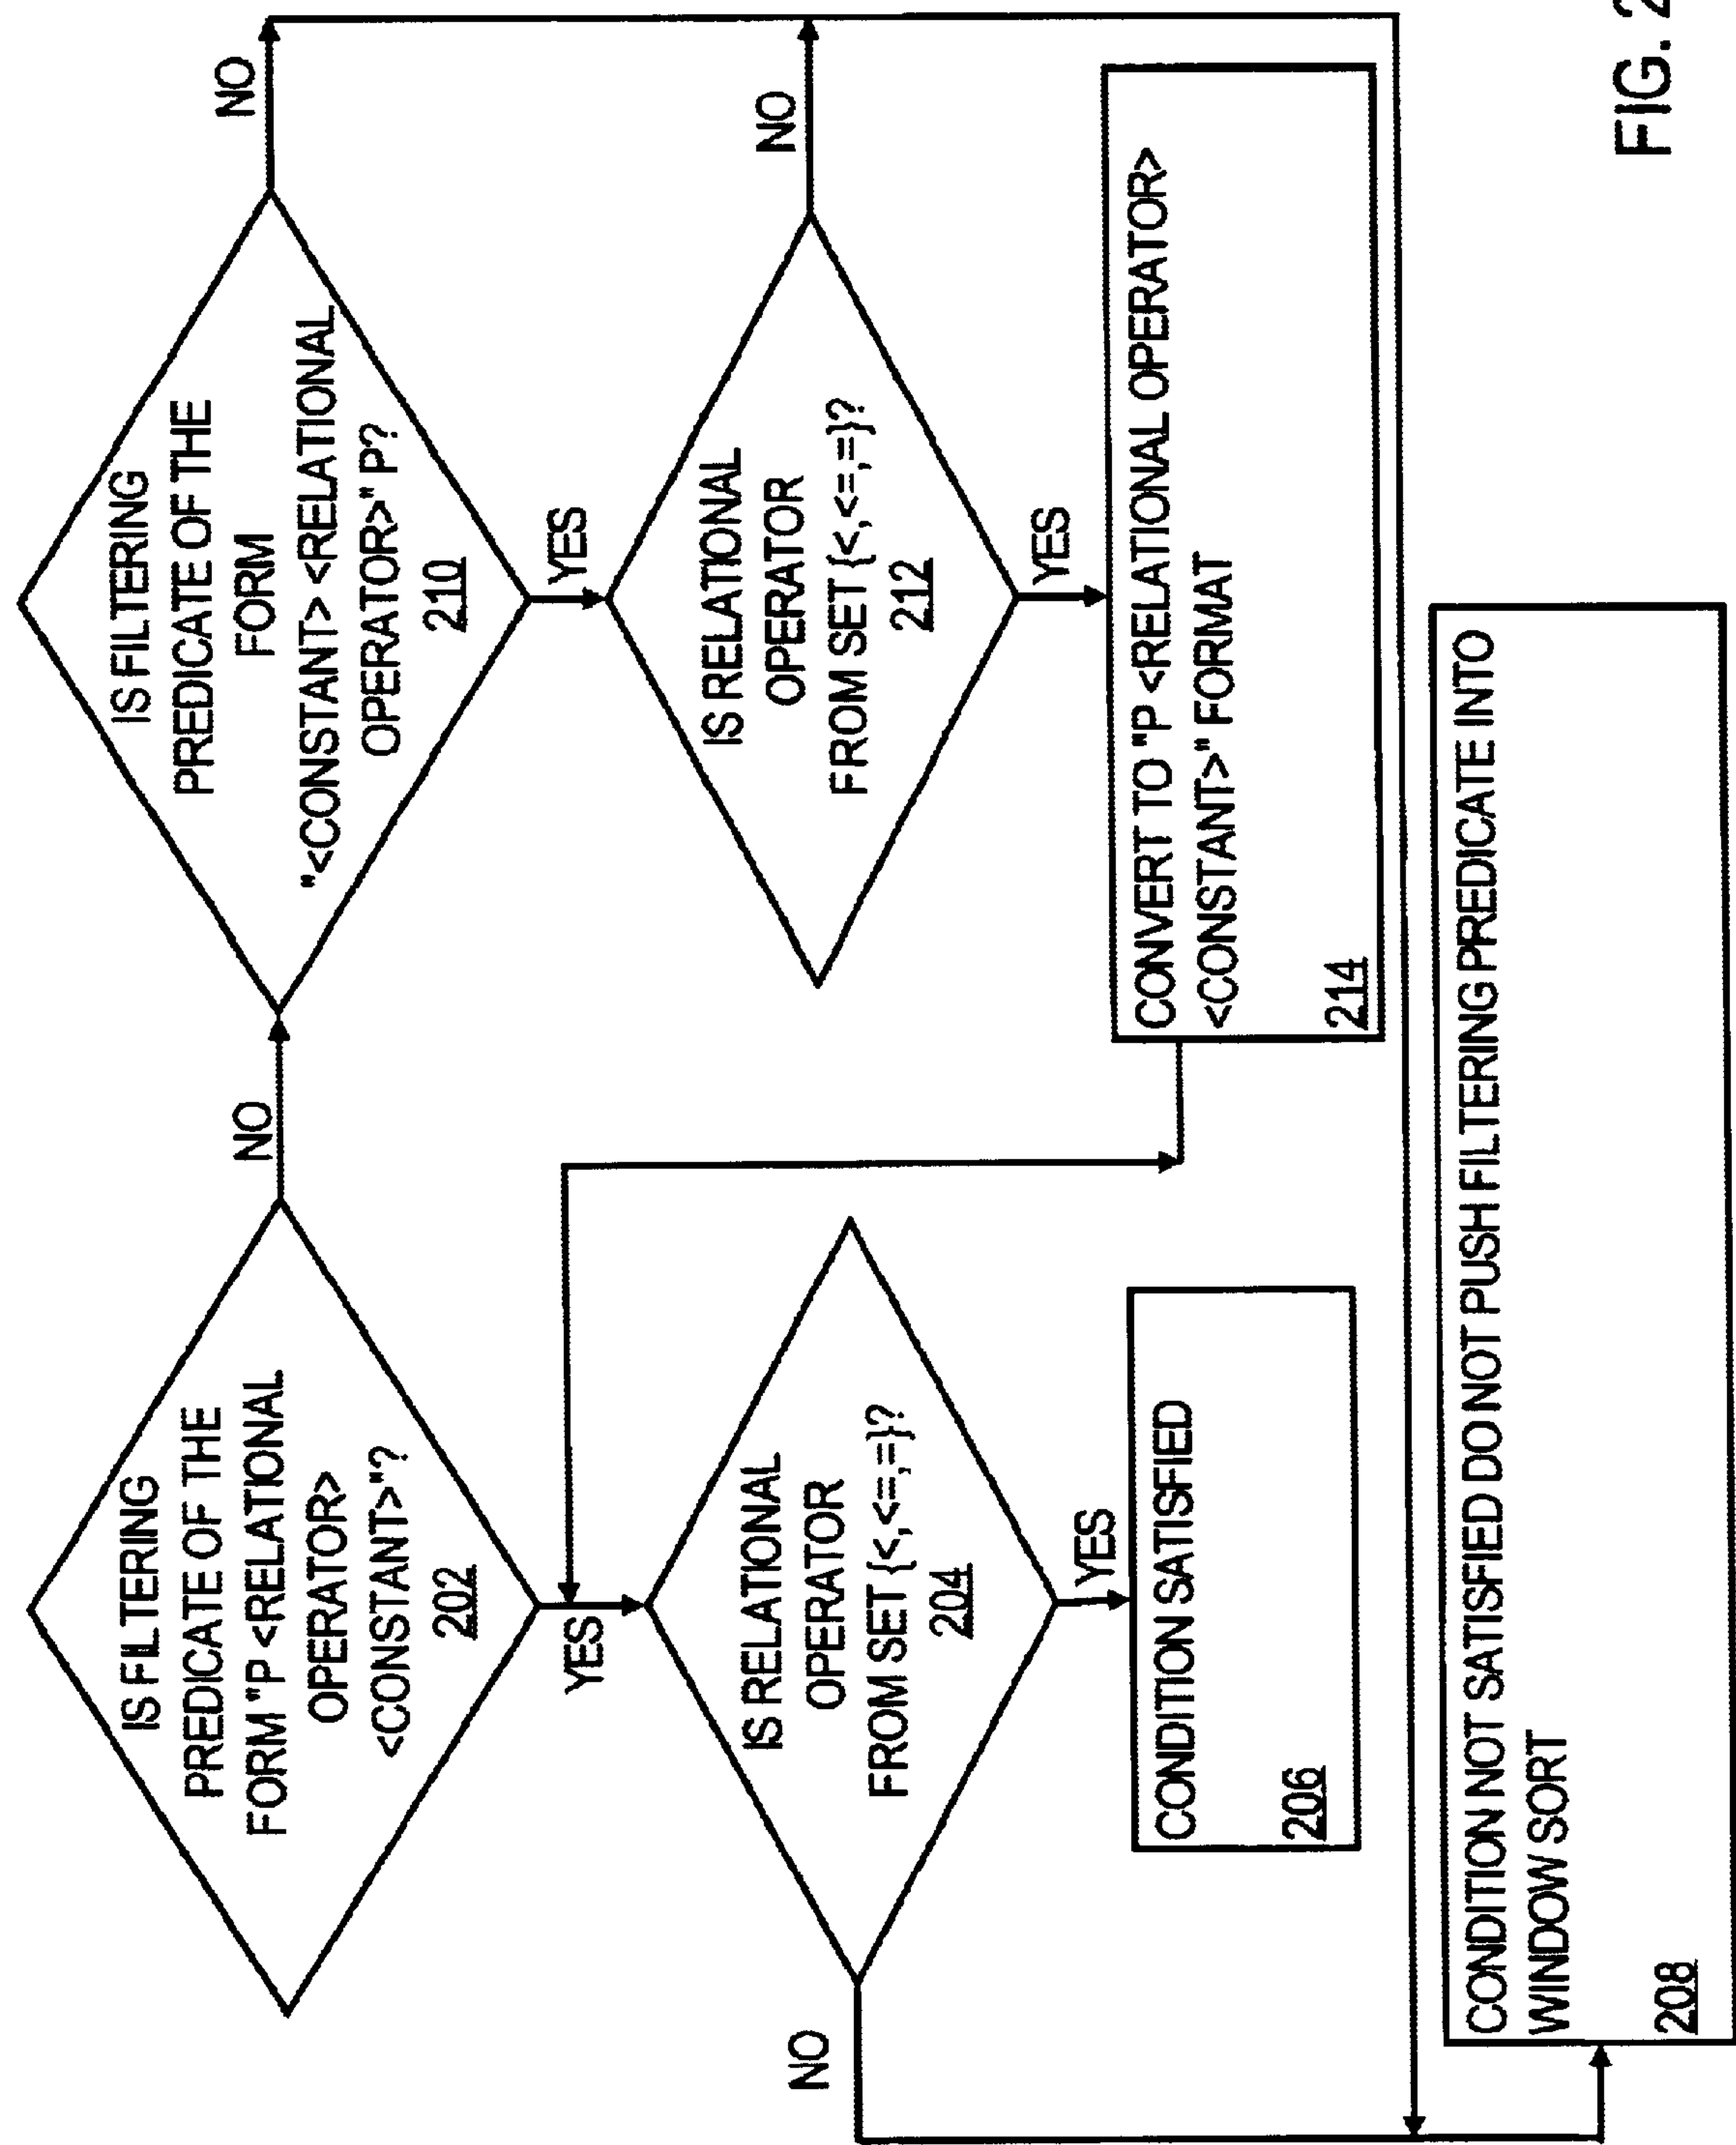 IS FILTERING
PREDICATE OF THE
FORM "P <RELATIONAL
OPERATOR>
<CONSTANT>"?
202
NO
YES
IS FILTERING
PREDICATE OF THE
FORM
"<CONSTANT> <RELATIONAL
OPERATOR>" P?
210
NO
YES
IS RELATIONAL
OPERATOR
FROM SET {<,<=,=}?
204
NO
YES
IS RELATIONAL
OPERATOR
FROM SET {<,<=,=}?
212
NO
YES
CONDITION SATISFIED
206
CONVERT TO "P <RELATIONAL OPERATOR>
<CONSTANT>" FORMAT
214
CONDITION NOT SATISFIED DO NOT PUSH FILTERING PREDICATE INTO
WINDOW SORT
208
FIG. 2